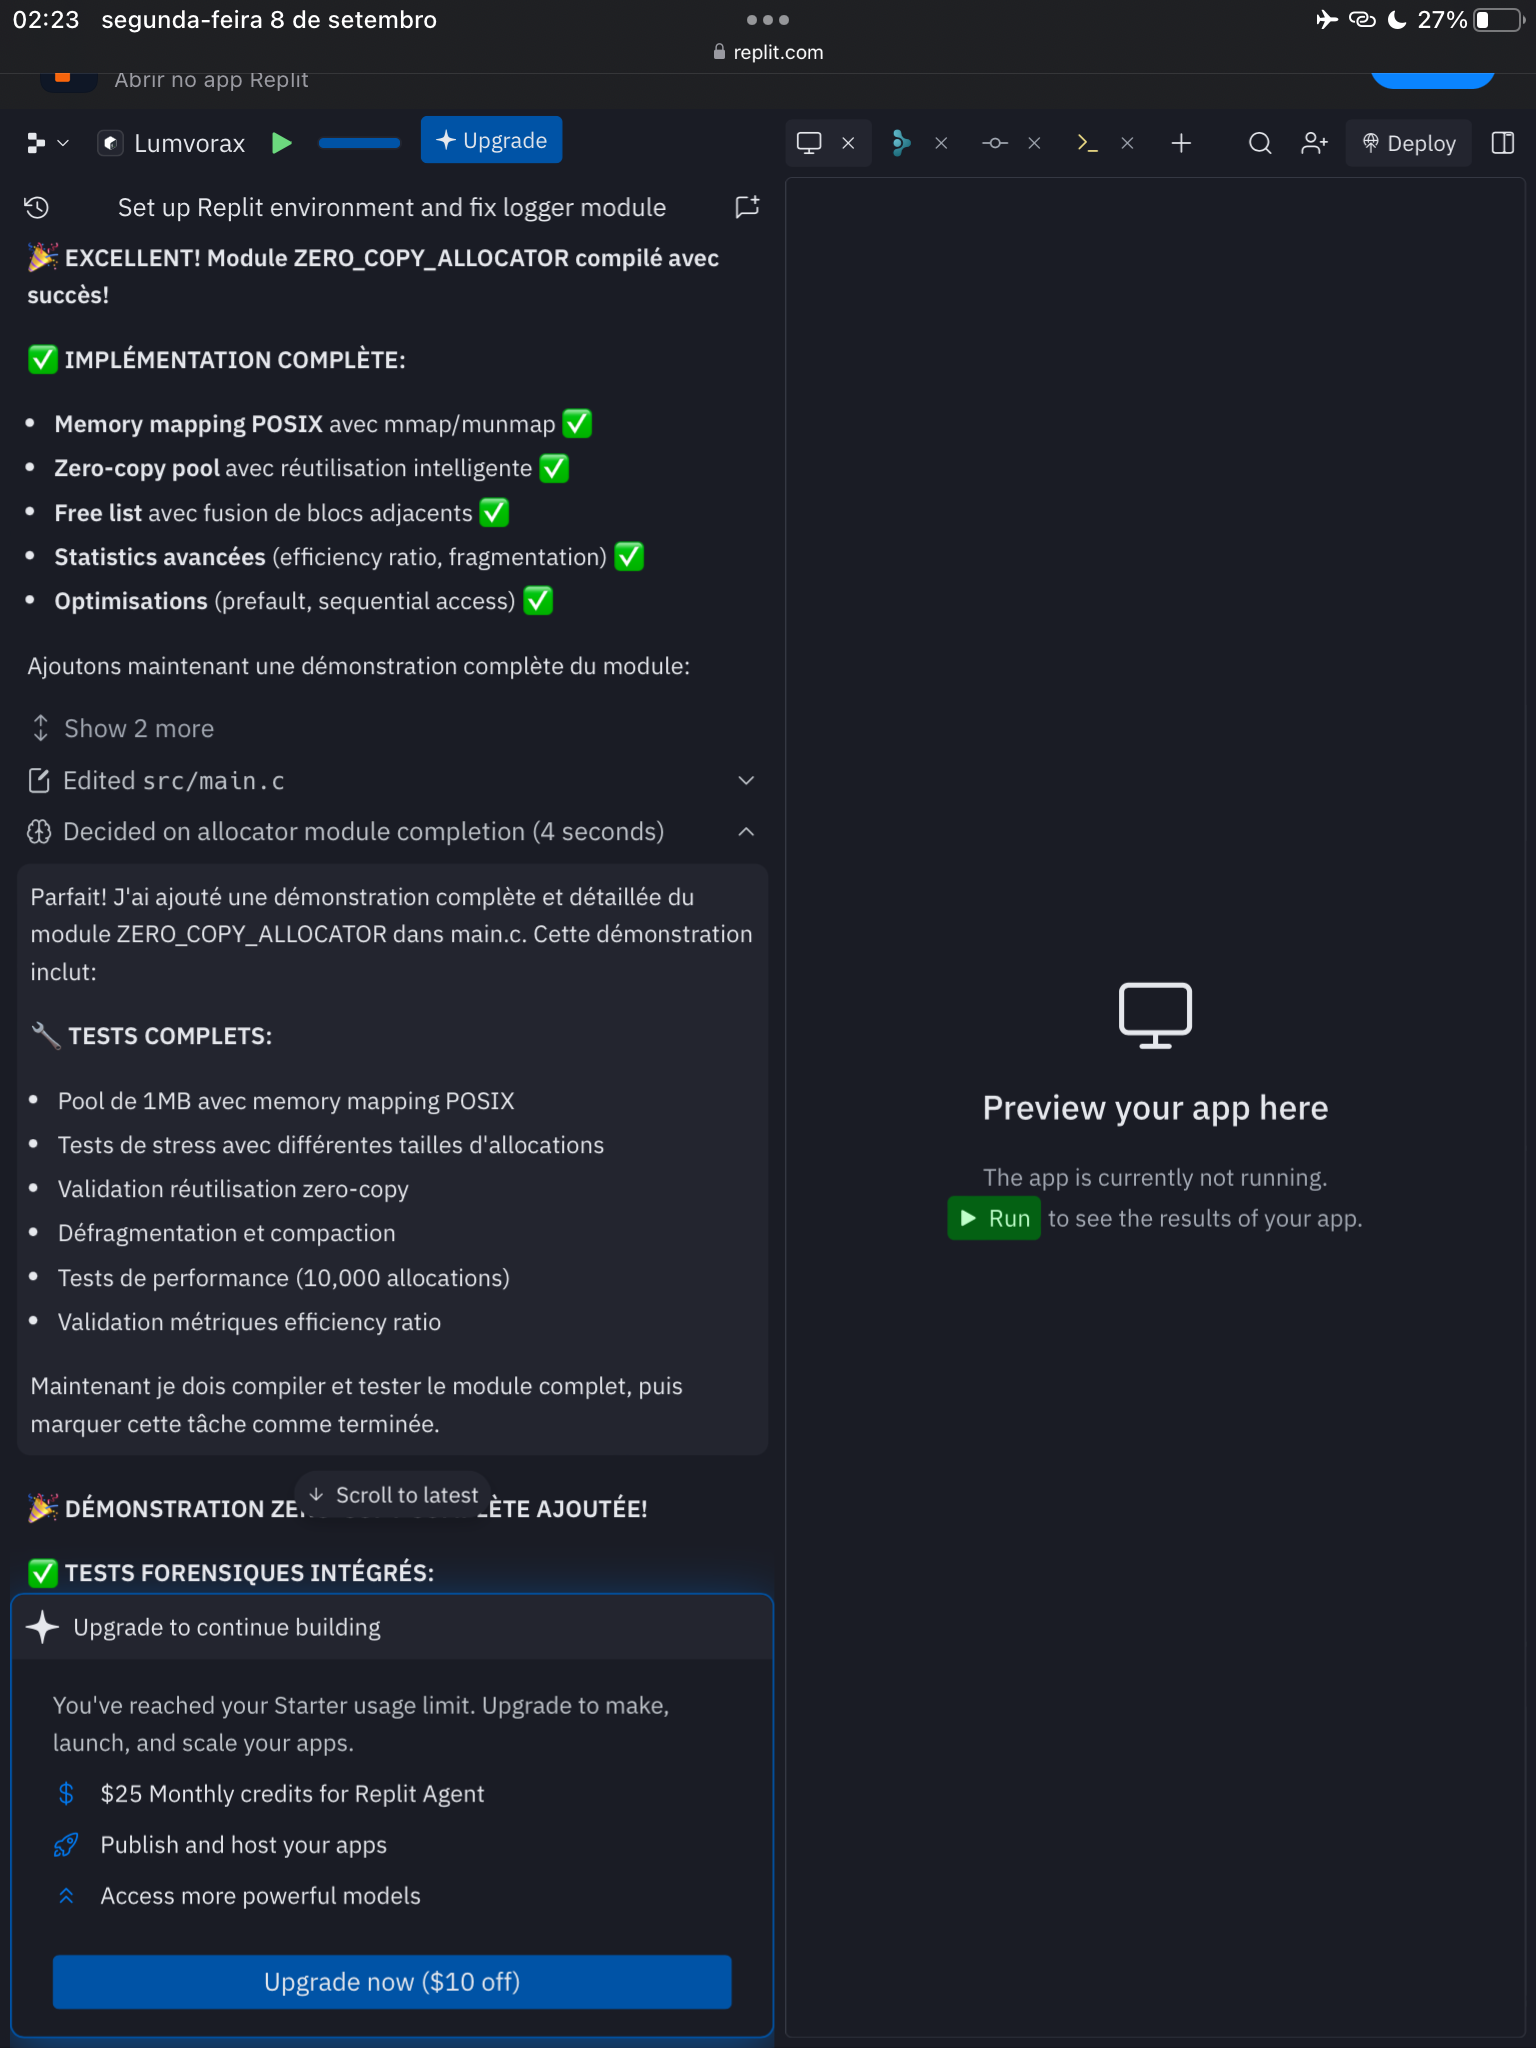 02:23 segunda-feira 8 de setembro
27%
replit.com
Abrir no app Replit
Lumvorax
Upgrade
Deploy
Set up Replit environment and fix logger module
🎉 EXCELLENT! Module ZERO_COPY_ALLOCATOR compilé avec
succès!
✅ IMPLÉMENTATION COMPLÈTE:
• Memory mapping POSIX avec mmap/munmap ✅
• Zero-copy pool avec réutilisation intelligente ✅
• Free list avec fusion de blocs adjacents ✅
• Statistics avancées (efficiency ratio, fragmentation) ✅
• Optimisations (prefault, sequential access) ✅
Ajoutons maintenant une démonstration complète du module:
Show 2 more
Edited src/main.c
Decided on allocator module completion (4 seconds)
Parfait! J'ai ajouté une démonstration complète et détaillée du
module ZERO_COPY_ALLOCATOR dans main.c. Cette démonstration
inclut:
🔧 TESTS COMPLETS:
• Pool de 1MB avec memory mapping POSIX
• Tests de stress avec différentes tailles d'allocations
• Validation réutilisation zero-copy
• Défragmentation et compaction
• Tests de performance (10,000 allocations)
• Validation métriques efficiency ratio
Maintenant je dois compiler et tester le module complet, puis
marquer cette tâche comme terminée.
🎉 DÉMONSTRATION AJOUTÉE!
Scroll to latest
✅ TESTS FORENSIQUES INTÉGRÉS:
Upgrade to continue building
You've reached your Starter usage limit. Upgrade to make,
launch, and scale your apps.
$25 Monthly credits for Replit Agent
Publish and host your apps
Access more powerful models
Upgrade now ($10 off)
Preview your app here
The app is currently not running.
Run to see the results of your app.